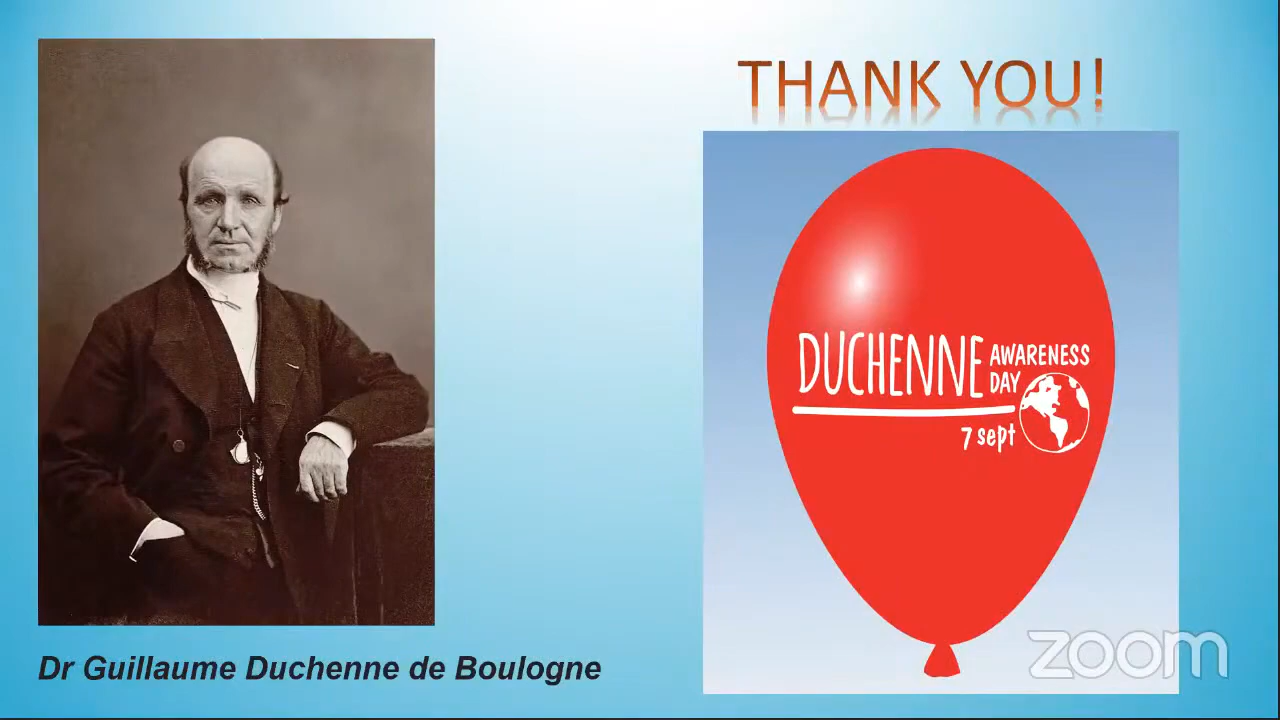 THANK YOU!
DUCHENNE AWARENESS
DAY
7 sept
Dr Guillaume Duchenne de Boulogne
zoom